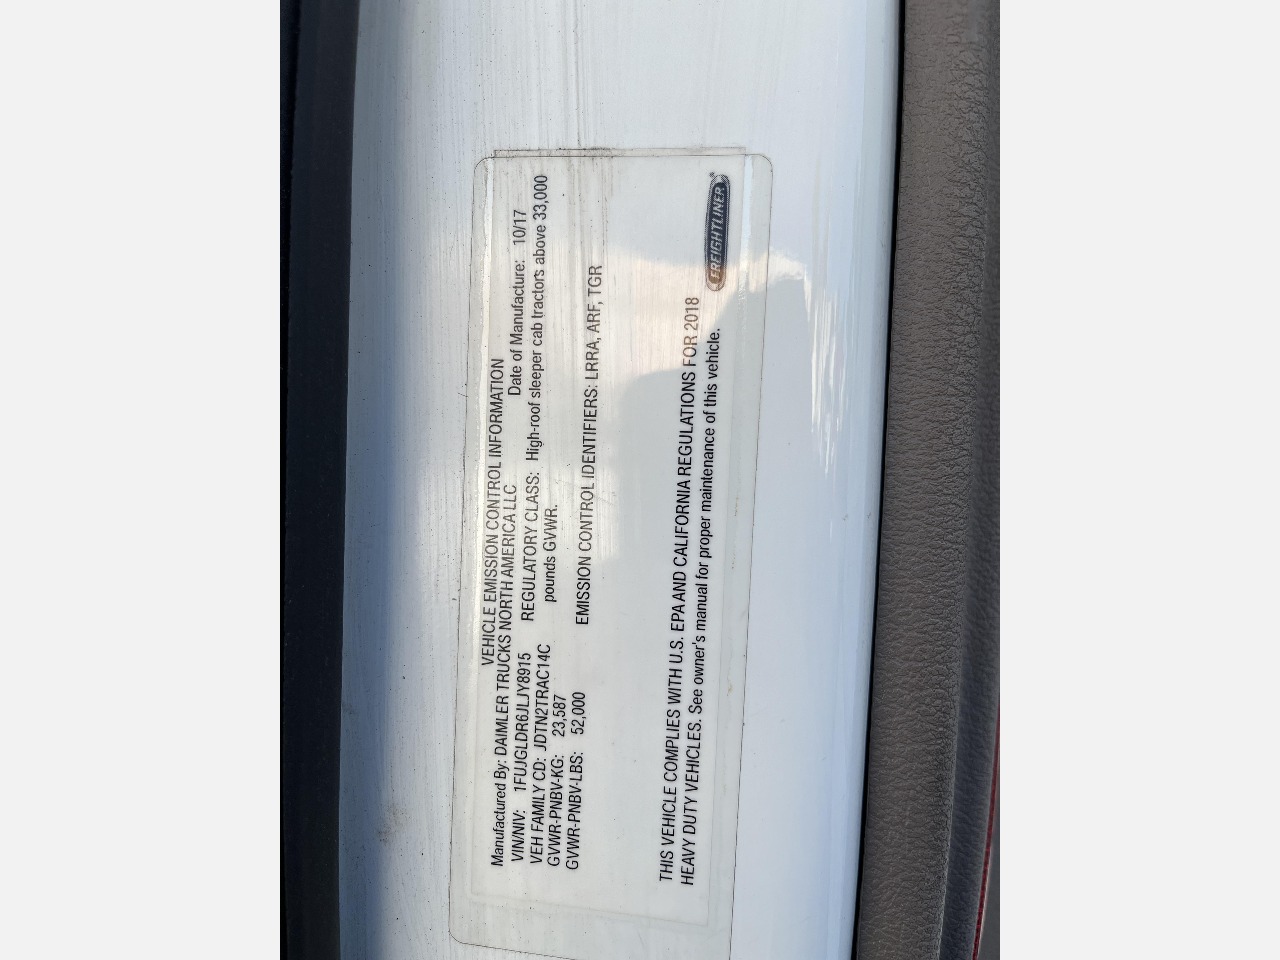 VEHICLE EMISSION CONTROL INFORMATION
Manufactured By: DAIMLER TRUCKS NORTH AMERICA LLC Date of Manufacture: 10/17
VIN/NIV: 1FUJGLDR6JLJY8915 REGULATORY CLASS: High-roof sleeper cab tractors above 33,000
VEH FAMILY CD: JDTN2TRAC14C pounds GVWR.
GVWR-PNBV-KG: 23,587
GVWR-PNBV-LBS: 52,000 EMISSION CONTROL IDENTIFIERS: LRRA, ARF, TGR
THIS VEHICLE COMPLIES WITH U.S. EPA AND CALIFORNIA REGULATIONS FOR 2018
HEAVY DUTY VEHICLES. See owner's manual for proper maintenance of this vehicle.
FREIGHTLINER®